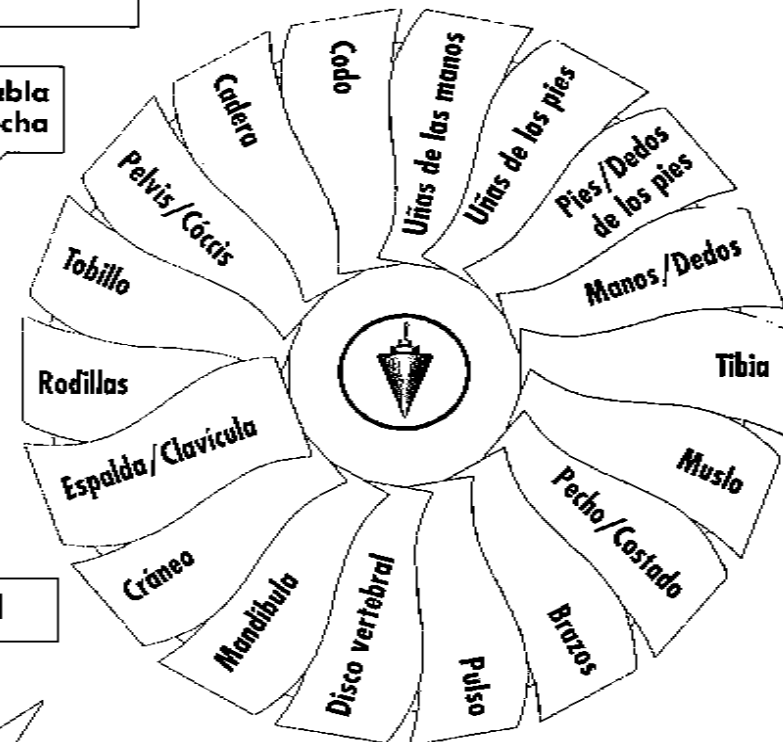 Codo
Uñas de las manos
Uñas de los pies
Pies/Dedos
de los pies
Manos/Dedos
Tibia
Muslo
Pecho/Costado
Brazos
Pulso
Disco vertebral
Mandíbula
Cráneo
Espalda/Clavícula
Rodillas
Tobillo
Pelvis/Cóccis
Cadera